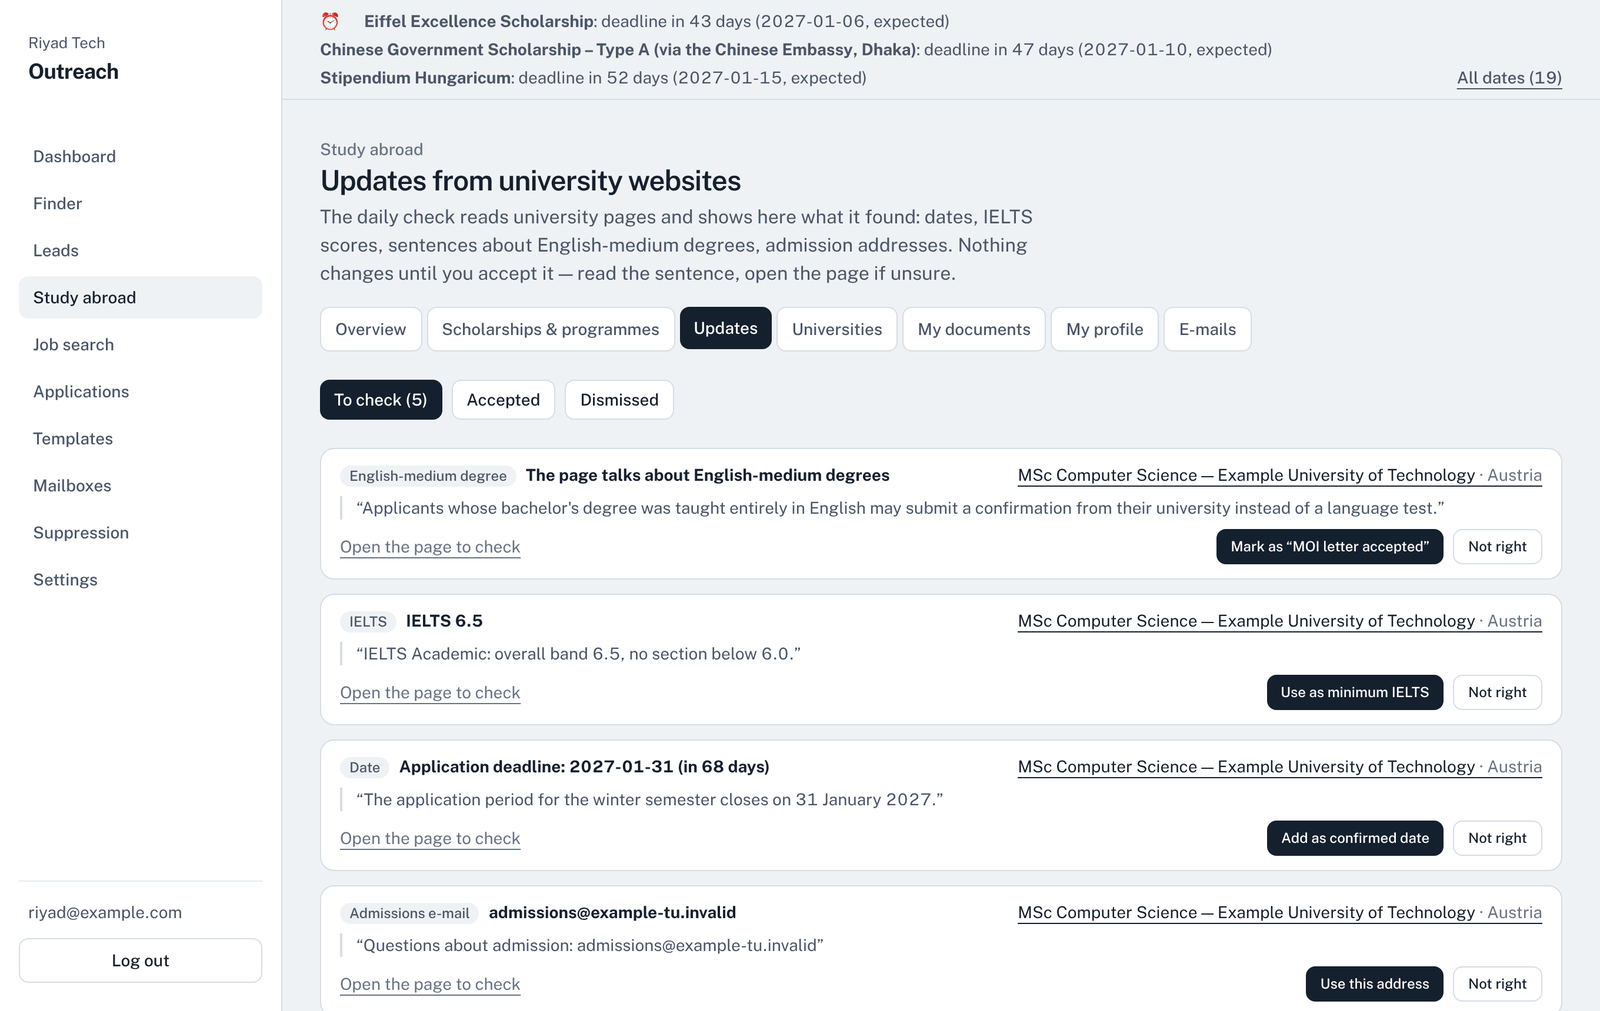 Riyad Tech
Outreach
Dashboard
Finder
Leads
Study abroad
Job search
Applications
Templates
Mailboxes
Suppression
Settings
riyad@example.com
Log out
⏰ Eiffel Excellence Scholarship: deadline in 43 days (2027-01-06, expected)
Chinese Government Scholarship – Type A (via the Chinese Embassy, Dhaka): deadline in 47 days (2027-01-10, expected)
Stipendium Hungaricum: deadline in 52 days (2027-01-15, expected)
All dates (19)
Study abroad
Updates from university websites
The daily check reads university pages and shows here what it found: dates, IELTS
scores, sentences about English-medium degrees, admission addresses. Nothing
changes until you accept it — read the sentence, open the page if unsure.
Overview
Scholarships & programmes
Updates
Universities
My documents
My profile
E-mails
To check (5)
Accepted
Dismissed
English-medium degree The page talks about English-medium degrees MSc Computer Science — Example University of Technology · Austria
“Applicants whose bachelor's degree was taught entirely in English may submit a confirmation from their university instead of a language test.”
Open the page to check Mark as “MOI letter accepted” Not right
IELTS IELTS 6.5 MSc Computer Science — Example University of Technology · Austria
“IELTS Academic: overall band 6.5, no section below 6.0.”
Open the page to check Use as minimum IELTS Not right
Date Application deadline: 2027-01-31 (in 68 days) MSc Computer Science — Example University of Technology · Austria
“The application period for the winter semester closes on 31 January 2027.”
Open the page to check Add as confirmed date Not right
Admissions e-mail admissions@example-tu.invalid MSc Computer Science — Example University of Technology · Austria
“Questions about admission: admissions@example-tu.invalid”
Open the page to check Use this address Not right